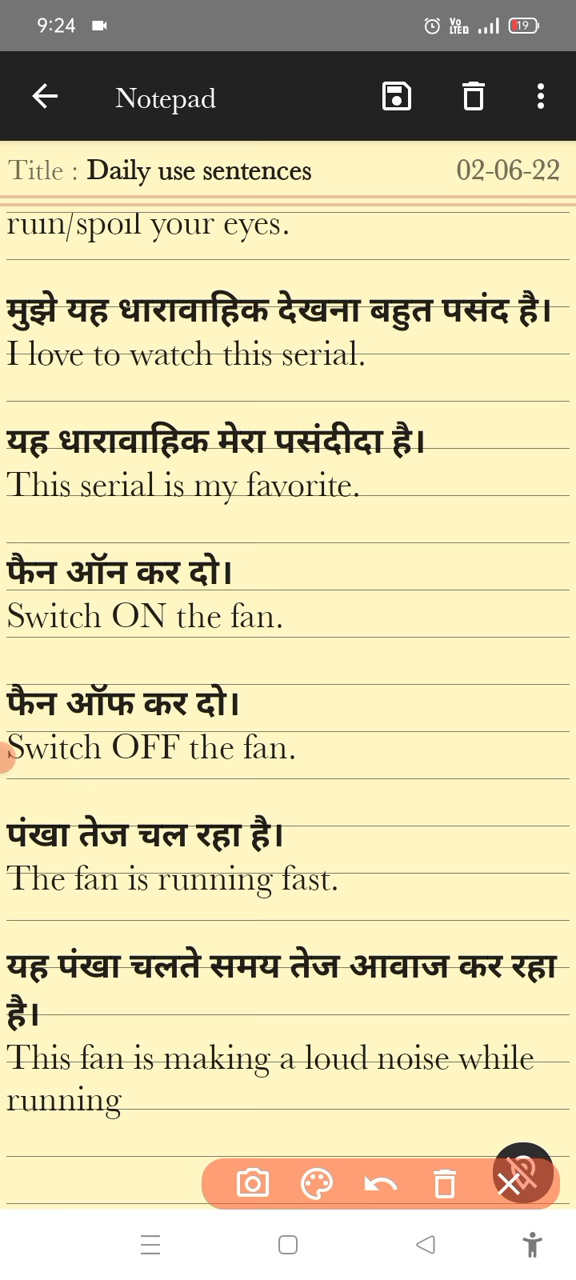 9:24
Vo LTED
19
Notepad
Title : Daily use sentences 02-06-22
ruin/spoil your eyes.
मुझे यह धारावाहिक देखना बहुत पसंद है।
I love to watch this serial.
यह धारावाहिक मेरा पसंदीदा है।
This serial is my favorite.
फैन ऑन कर दो।
Switch ON the fan.
फैन ऑफ कर दो।
Switch OFF the fan.
पंखा तेज चल रहा है।
The fan is running fast.
यह पंखा चलते समय तेज आवाज कर रहा
है।
This fan is making a loud noise while
running